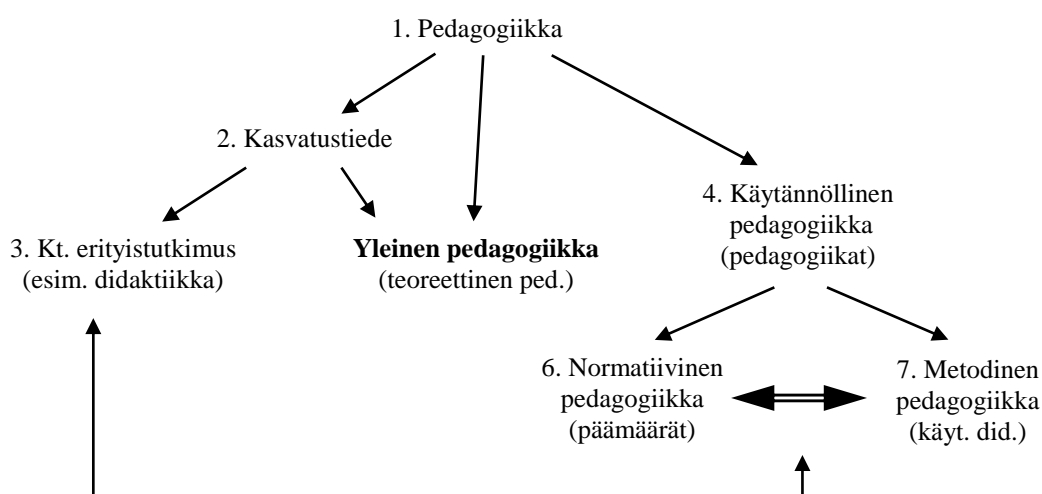 1. Pedagogiikka
2. Kasvatustiede
3. Kt. erityistutkimus
(esim. didaktiikka)
Yleinen pedagogiikka
(teoreettinen ped.)
4. Käytännöllinen
pedagogiikka
(pedagogiikat)
6. Normatiivinen
pedagogiikka
(päämäärät)
7. Metodinen
pedagogiikka
(käyt. did.)